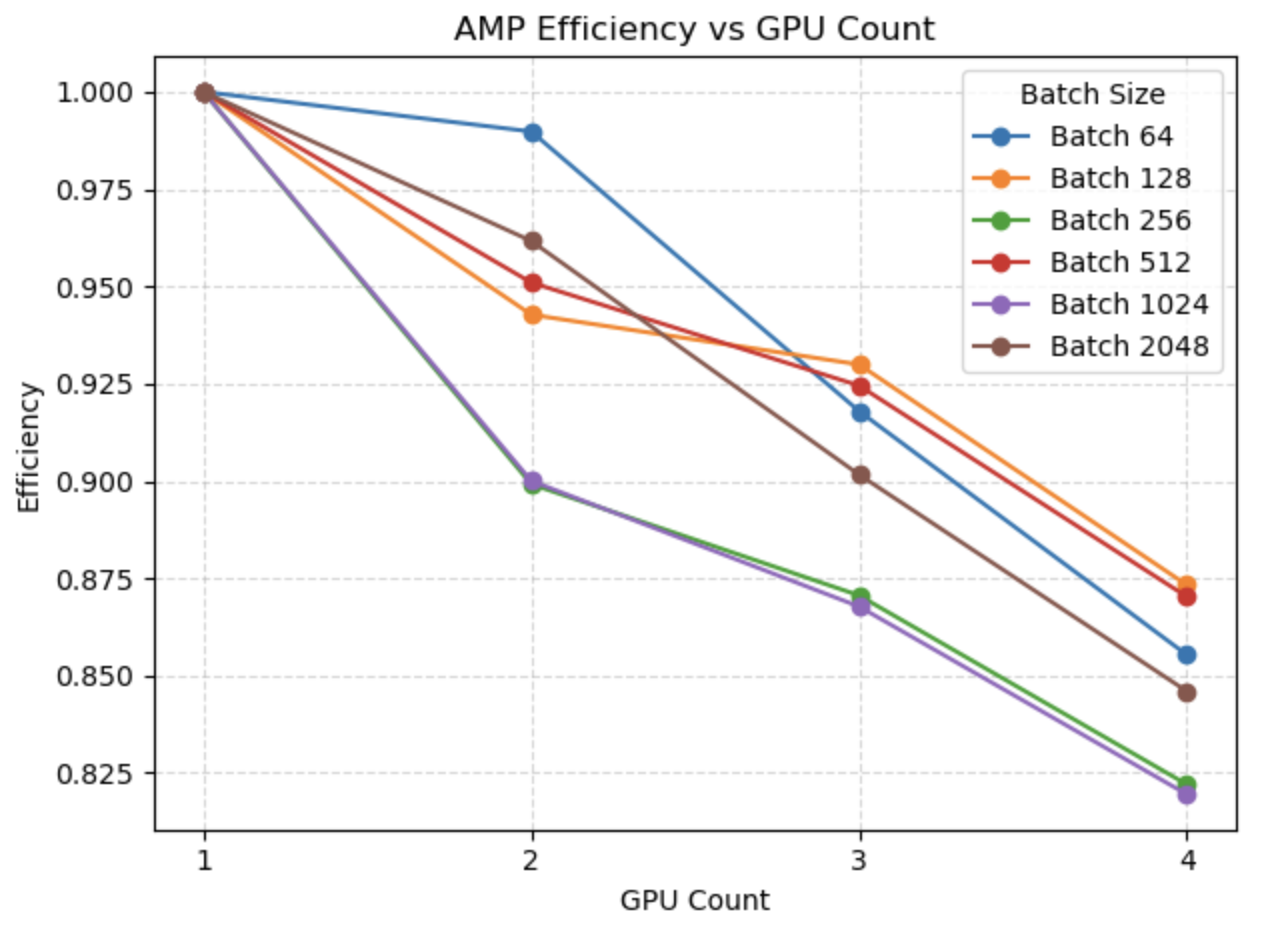 AMP Efficiency vs GPU Count
Efficiency
1.000
0.975
0.950
0.925
0.900
0.875
0.850
0.825
Batch Size
Batch 64
Batch 128
Batch 256
Batch 512
Batch 1024
Batch 2048
1 2 3 4
GPU Count